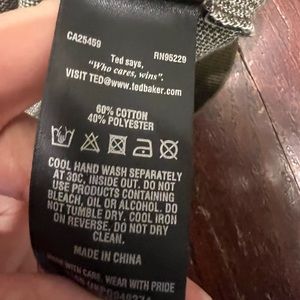 CA25459 RN95229
Ted says,
"Who cares, wins".
VISIT TED@www.tedbaker.com
60% COTTON
40% POLYESTER
COOL HAND WASH SEPARATELY
AT 30C. INSIDE OUT. DO NOT
USE PRODUCTS CONTAINING
BLEACH, OIL OR ALCOHOL. DO
NOT TUMBLE DRY. COOL IRON
ON REVERSE. DO NOT DRY
CLEAN.
MADE IN CHINA
WITH CARE. WEAR WITH PRIDE